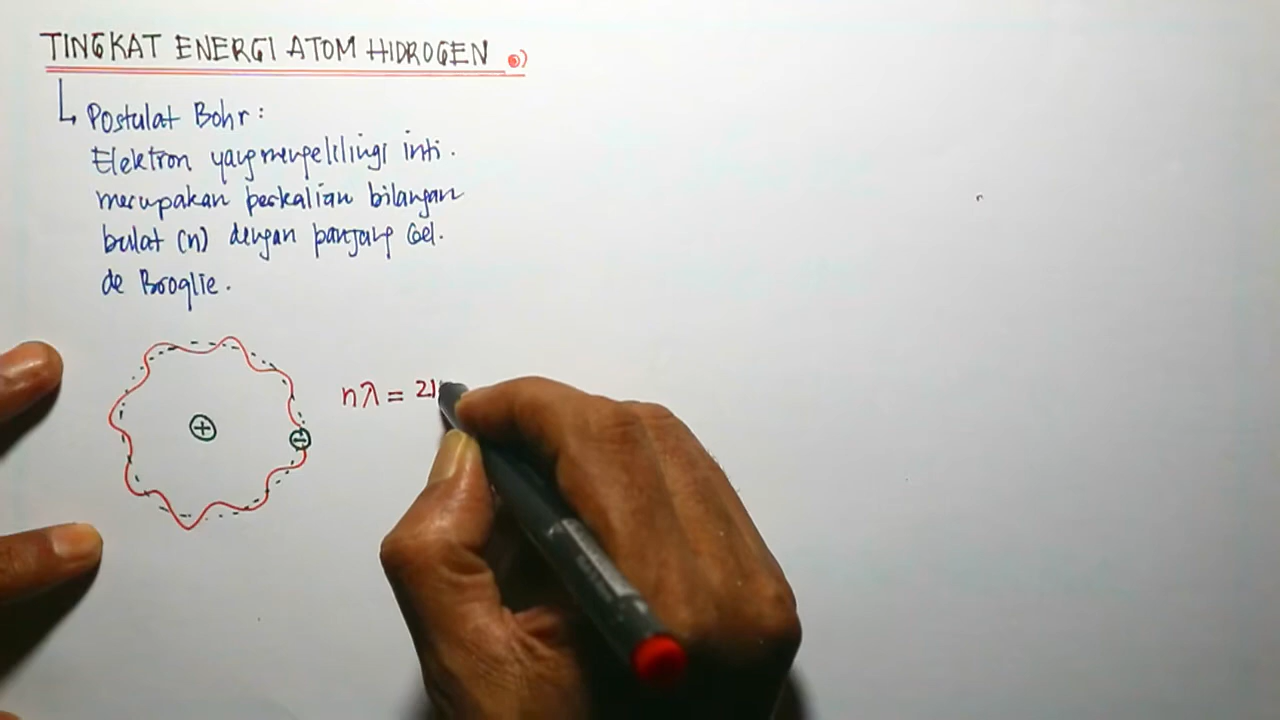 TINGKAT ENERGI ATOM HIDROGEN
Postulat Bohr :
Elektron yang mengelilingi inti.
merupakan perkalian bilangan
bulat (n) dengan panjang Gel.
de Broglie.
+
−
nλ = 2